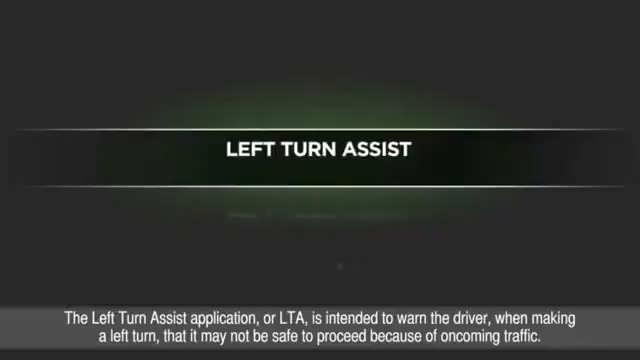 LEFT TURN ASSIST
The Left Turn Assist application, or LTA, is intended to warn the driver, when making
a left turn, that it may not be safe to proceed because of oncoming traffic.